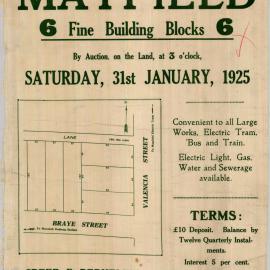 MAYFIELD
6 Fine Building Blocks 6
By Auction, on the Land, at 3 o'clock,
SATURDAY, 31st JANUARY, 1925
LANE
VALENCIA STREET
BRAYE STREET
Convenient to all Large
Works, Electric Tram,
'Bus and Train.
Electric Light, Gas,
Water and Sewerage
available.
TERMS:
£10 Deposit. Balance by
Twelve Quarterly Instal-
ments.
Interest 5 per cent.